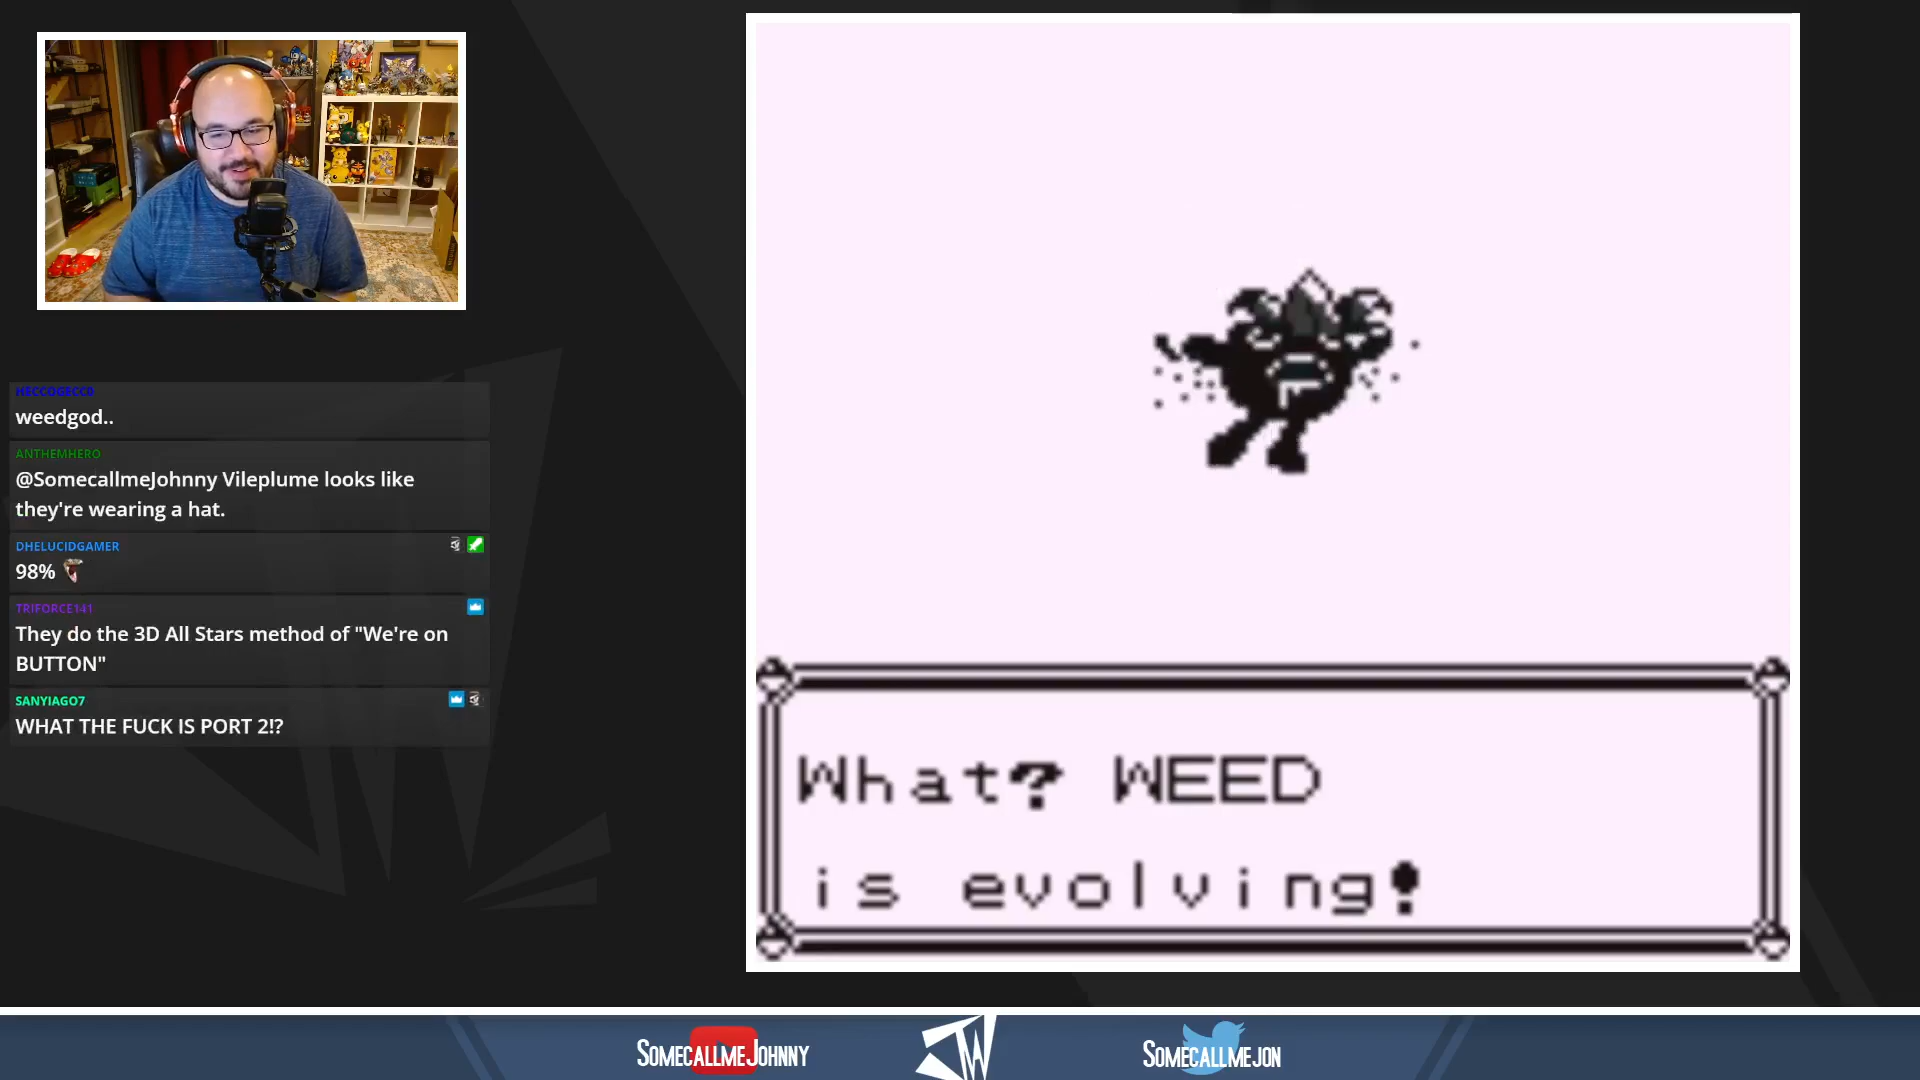 HECCOGECCO
weedgod..
ANTHEMHERO
@SomecallmeJohnny Vileplume looks like
they're wearing a hat.
DHELUCIDGAMER
98%
TRIFORCE141
They do the 3D All Stars method of "We're on
BUTTON"
SANYIAGO7
WHAT THE FUCK IS PORT 2!?
What? WEED
is evolving!
SOMECALLMEJOHNNY
SOMECALLMEJON